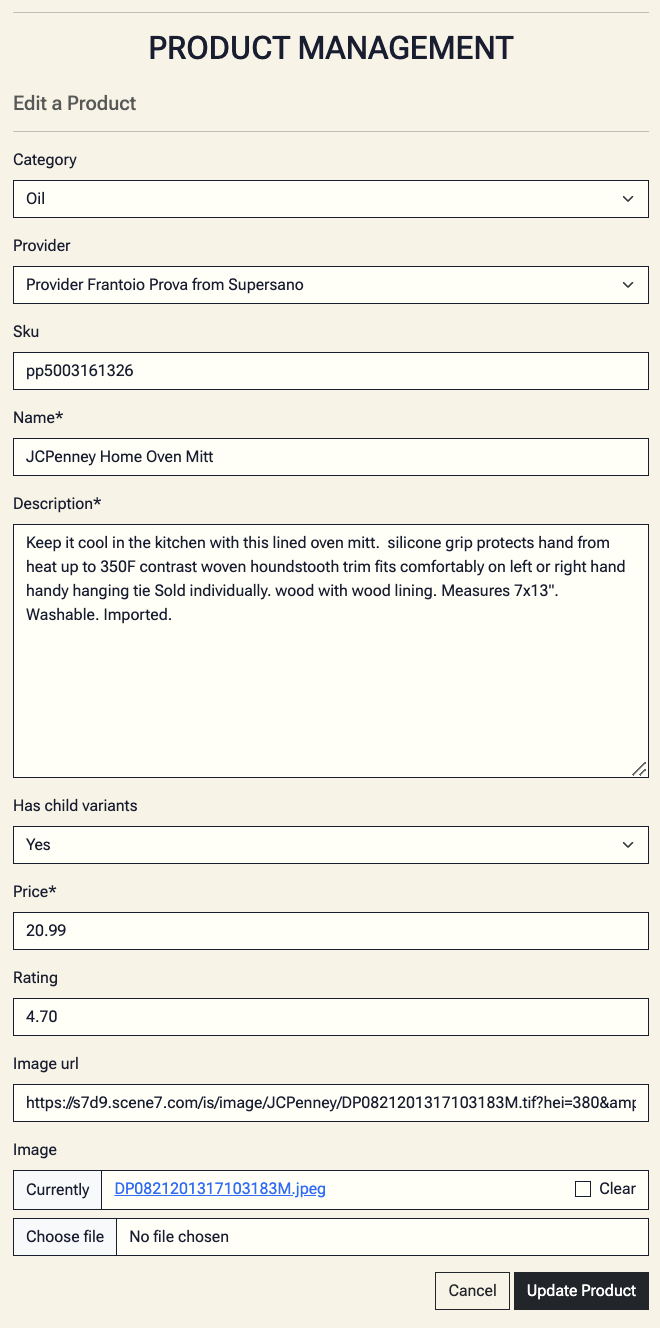 PRODUCT MANAGEMENT
Edit a Product
Category
Oil
Provider
Provider Frantoio Prova from Supersano
Sku
pp5003161326
Name*
JCPenney Home Oven Mitt
Description*
Keep it cool in the kitchen with this lined oven mitt.  silicone grip protects hand from
heat up to 350F contrast woven houndstooth trim fits comfortably on left or right hand
handy hanging tie Sold individually. wood with wood lining. Measures 7x13".
Washable. Imported.
Has child variants
Yes
Price*
20.99
Rating
4.70
Image url
https://s7d9.scene7.com/is/image/JCPenney/DP0821201317103183M.tif?hei=380&amp
Image
Currently DP0821201317103183M.jpeg Clear
Choose file No file chosen
Cancel Update Product